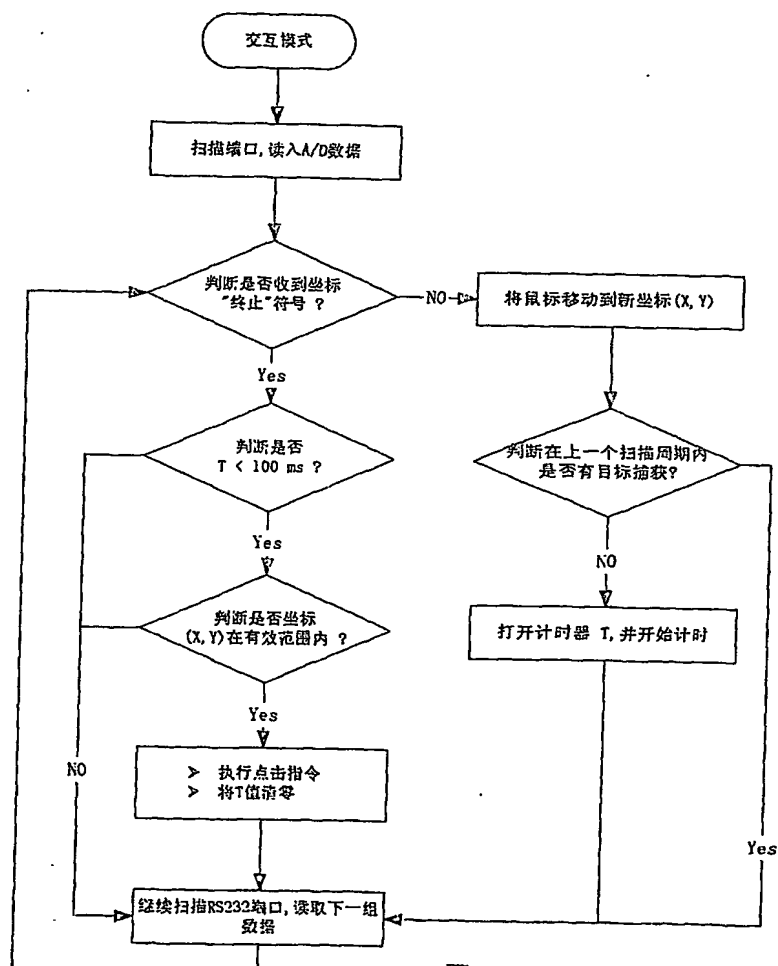 交互模式
扫描端口,读入A/D数据
判断是否收到坐标
"终止"符号 ?
NO
将鼠标移动到新坐标(X,Y)
Yes
判断是否
T < 100 ms ?
判断在上一个扫描周期内
是否有目标捕获?
Yes
NO
判断是否坐标
(X,Y)在有效范围内 ?
打开计时器 T,并开始计时
Yes
NO
➢ 执行点击指令
➢ 将T值清零
Yes
继续扫描RS232端口,读取下一组
数据